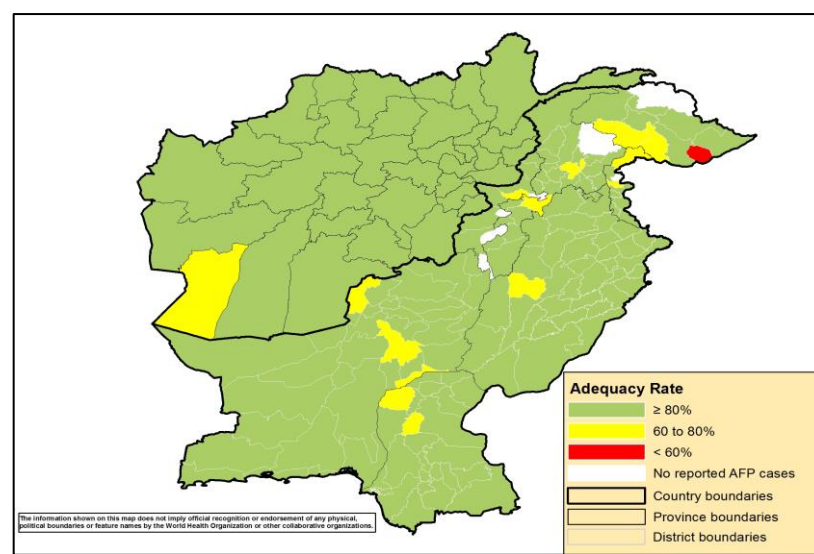 Adequacy Rate
≥ 80%
60 to 80%
< 60%
No reported AFP cases
Country boundaries
Province boundaries
District boundaries
The information shown on this map does not imply official recognition or endorsement of any physical,
political boundaries or feature names by the World Health Organization or other collaborative organizations.